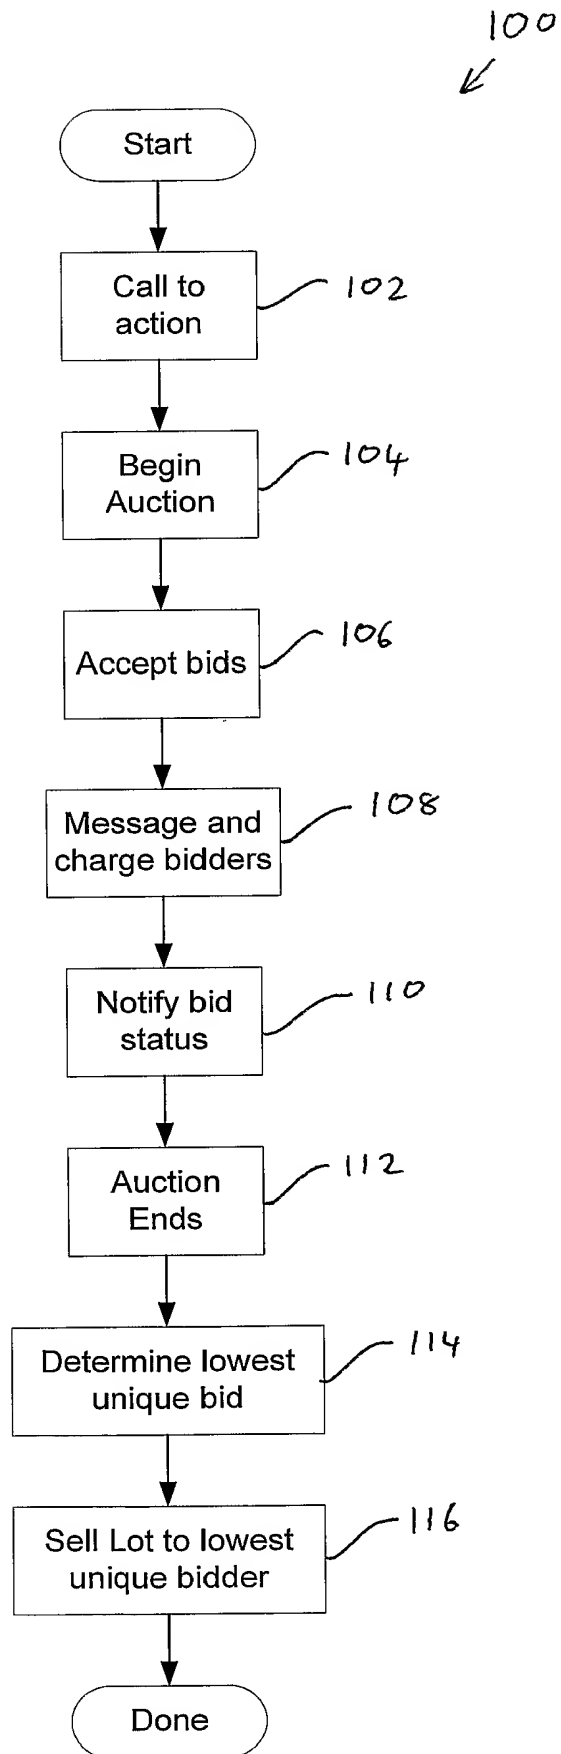 100
Start
Call to
action
102
Begin
Auction
104
Accept bids
106
Message and
charge bidders
108
Notify bid
status
110
Auction
Ends
112
Determine lowest
unique bid
114
Sell Lot to lowest
unique bidder
116
Done